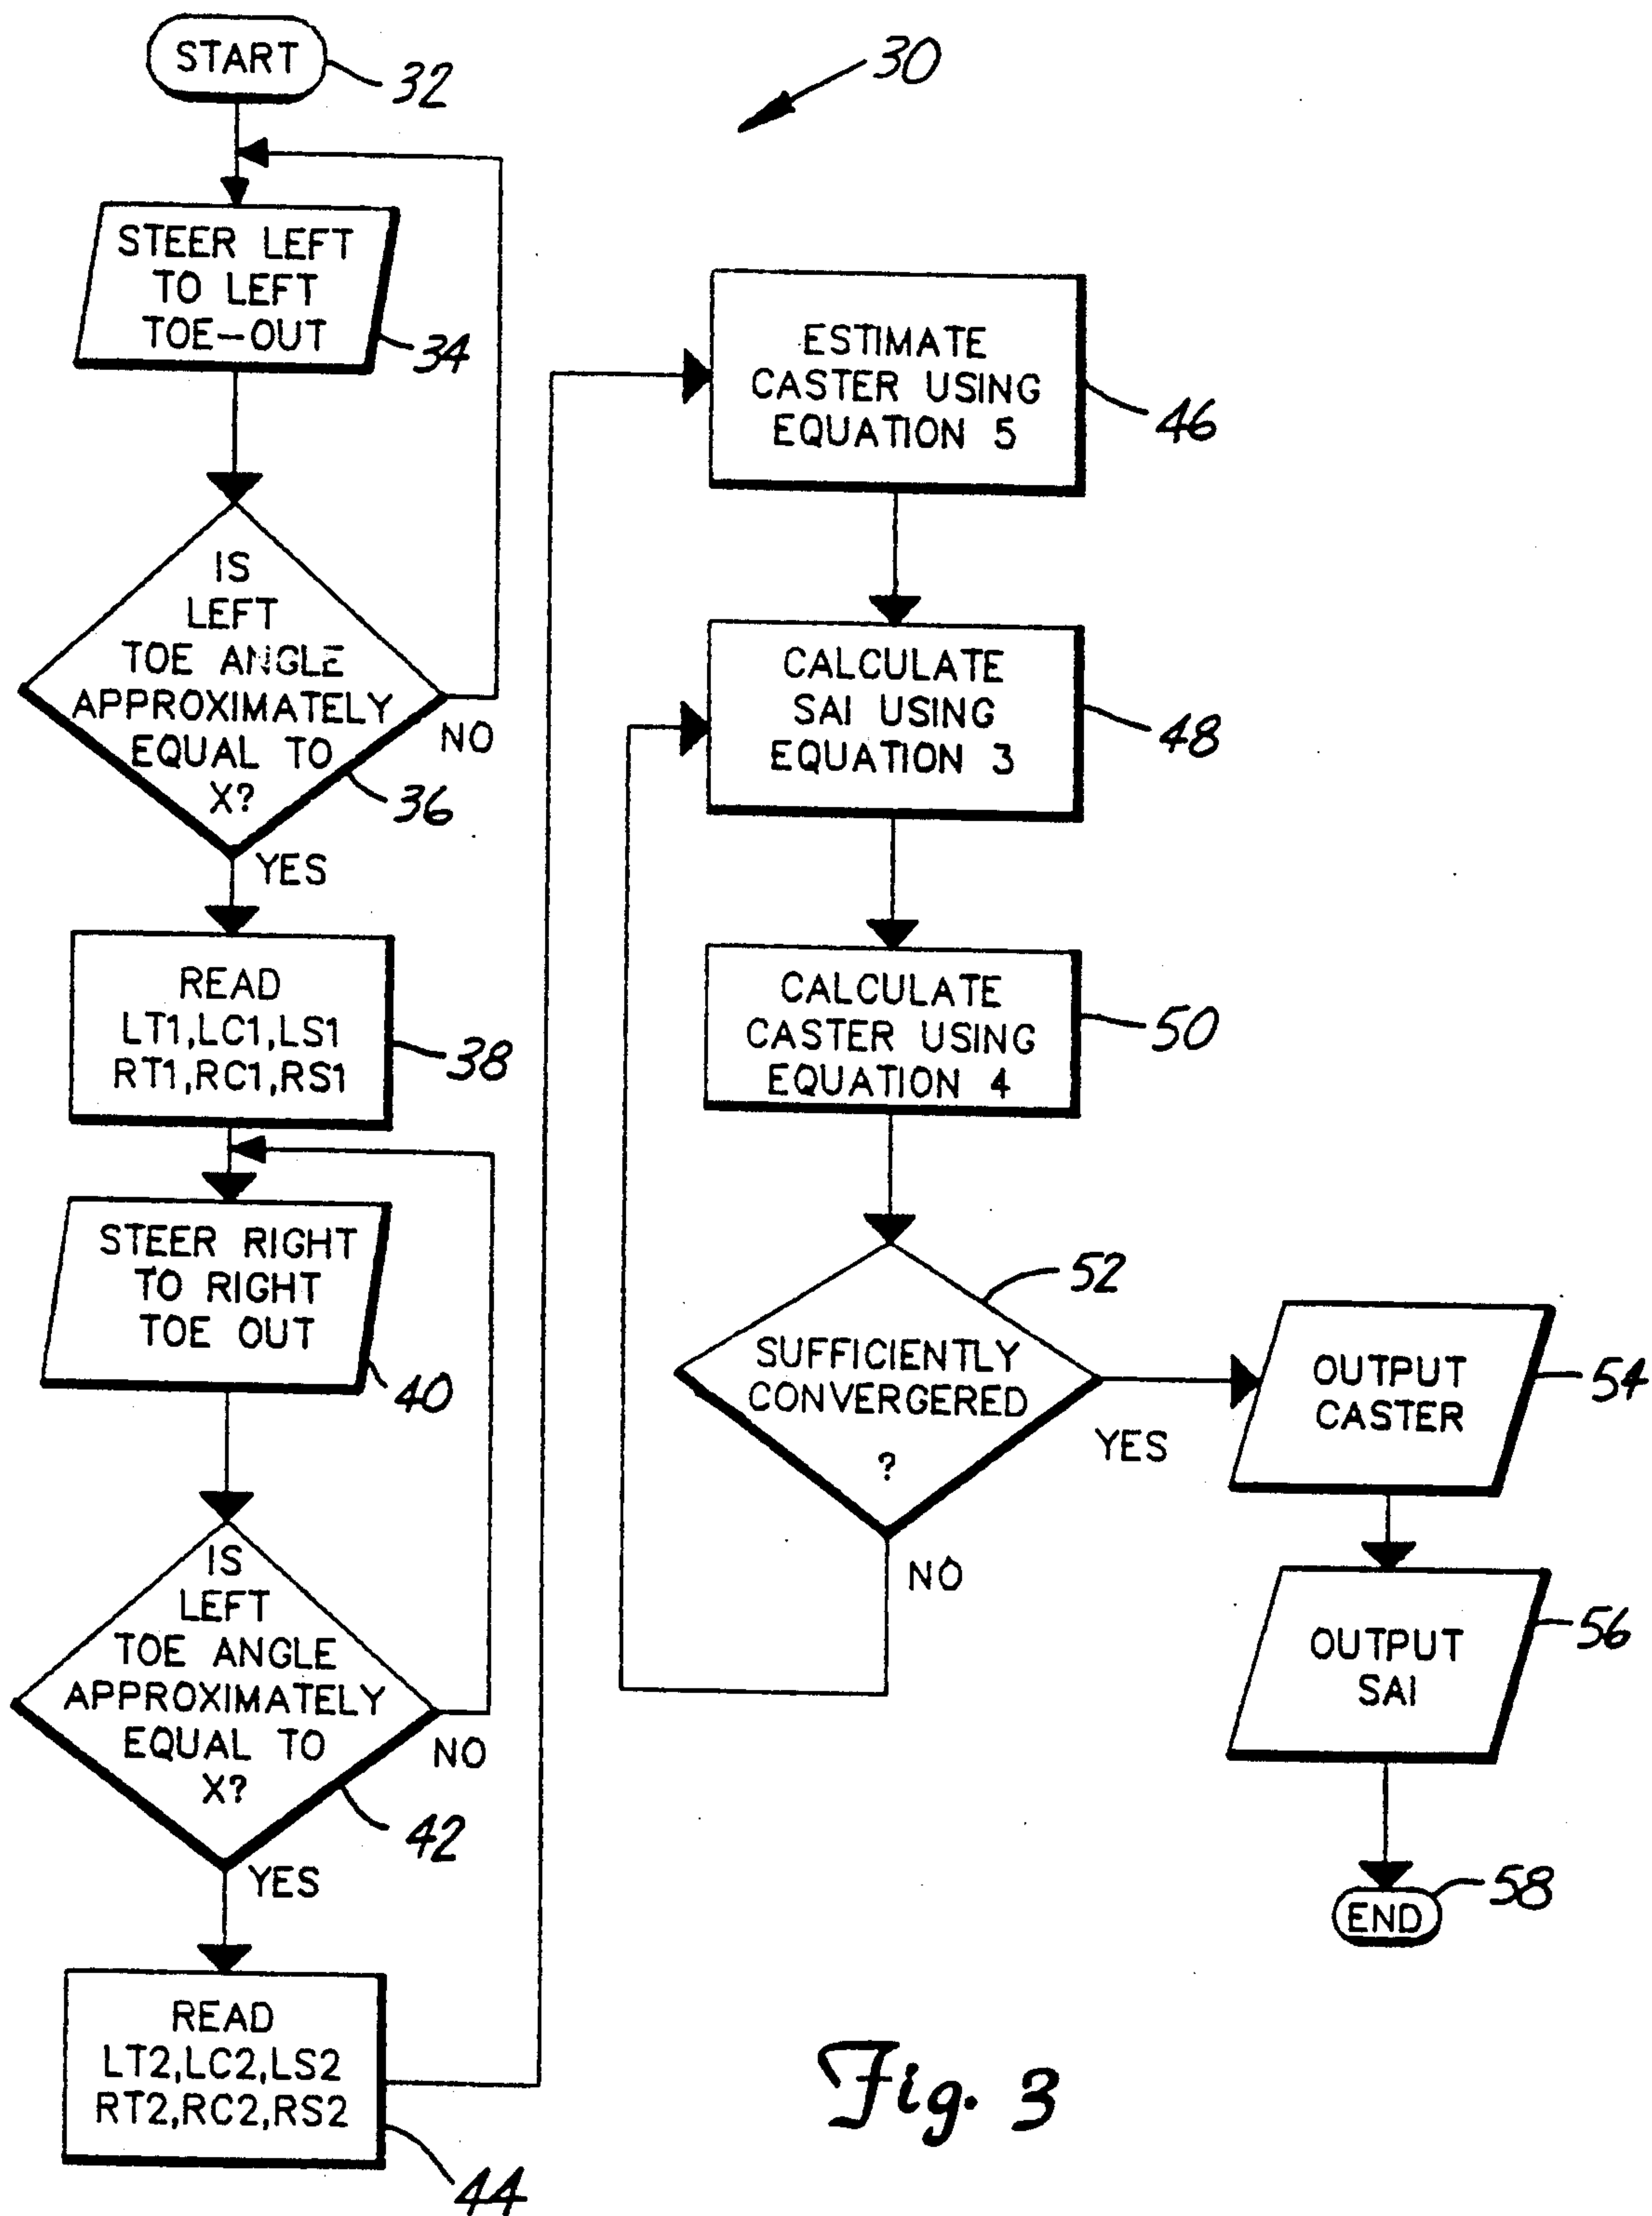 START
32
30
STEER LEFT
TO LEFT
TOE-OUT
34
IS
LEFT
TOE ANGLE
APPROXIMATELY
EQUAL TO
X?
NO
36
YES
READ
LT1,LC1,LS1
RT1,RC1,RS1
38
STEER RIGHT
TO RIGHT
TOE OUT
40
IS
LEFT
TOE ANGLE
APPROXIMATELY
EQUAL TO
X?
NO
42
YES
READ
LT2,LC2,LS2
RT2,RC2,RS2
44
ESTIMATE
CASTER USING
EQUATION 5
46
CALCULATE
SAI USING
EQUATION 3
48
CALCULATE
CASTER USING
EQUATION 4
50
52
SUFFICIENTLY
CONVERGERED
?
YES
NO
OUTPUT
CASTER
54
OUTPUT
SAI
56
END
58
Fig. 3